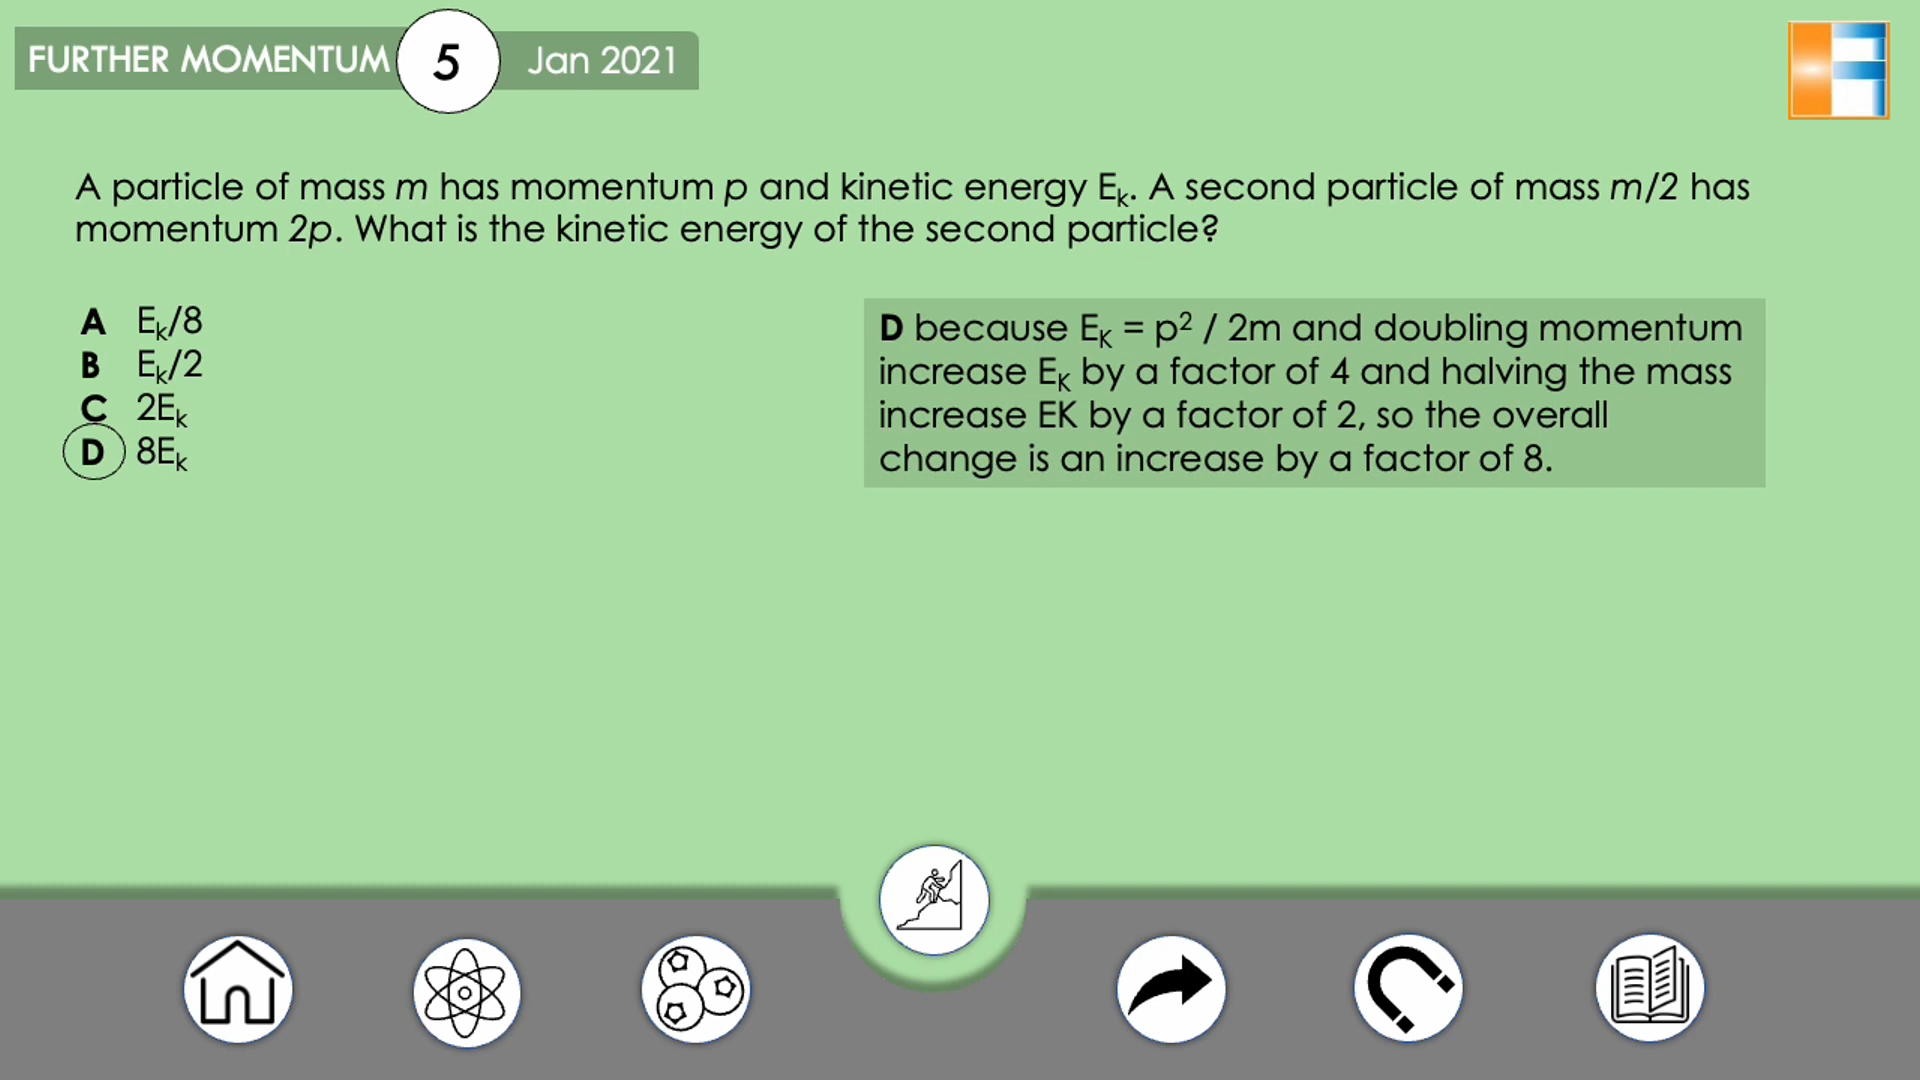 FURTHER MOMENTUM 5 Jan 2021
A particle of mass m has momentum p and kinetic energy Eₖ. A second particle of mass m/2 has
momentum 2p. What is the kinetic energy of the second particle?
A Eₖ/8
B Eₖ/2
C 2Eₖ
D 8Eₖ
D because E_K = p² / 2m and doubling momentum
increase E_K by a factor of 4 and halving the mass
increase EK by a factor of 2, so the overall
change is an increase by a factor of 8.